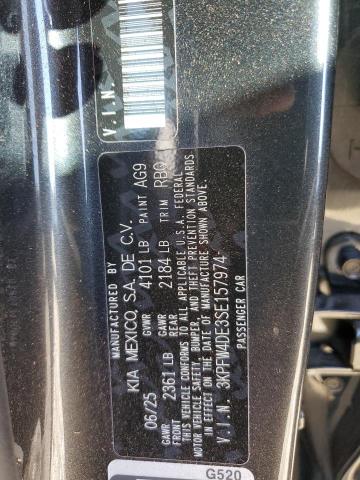 MANUFACTURED BY
KIA MEXICO, S.A. DE C.V.
06/25 4101 LB PAINT AG9
GVWR
2361 LB 2184 LB TRIM RBQ
GAWR FRONT GAWR REAR
THIS VEHICLE CONFORMS TO ALL APPLICABLE U.S.A. FEDERAL
MOTOR VEHICLE SAFETY, BUMPER, AND THEFT PREVENTION STANDARDS
IN EFFECT ON THE DATE OF MANUFACTURE SHOWN ABOVE.
V.I.N. 3KPFW4DE3SE157974
PASSENGER CAR
V.I.N.
G520